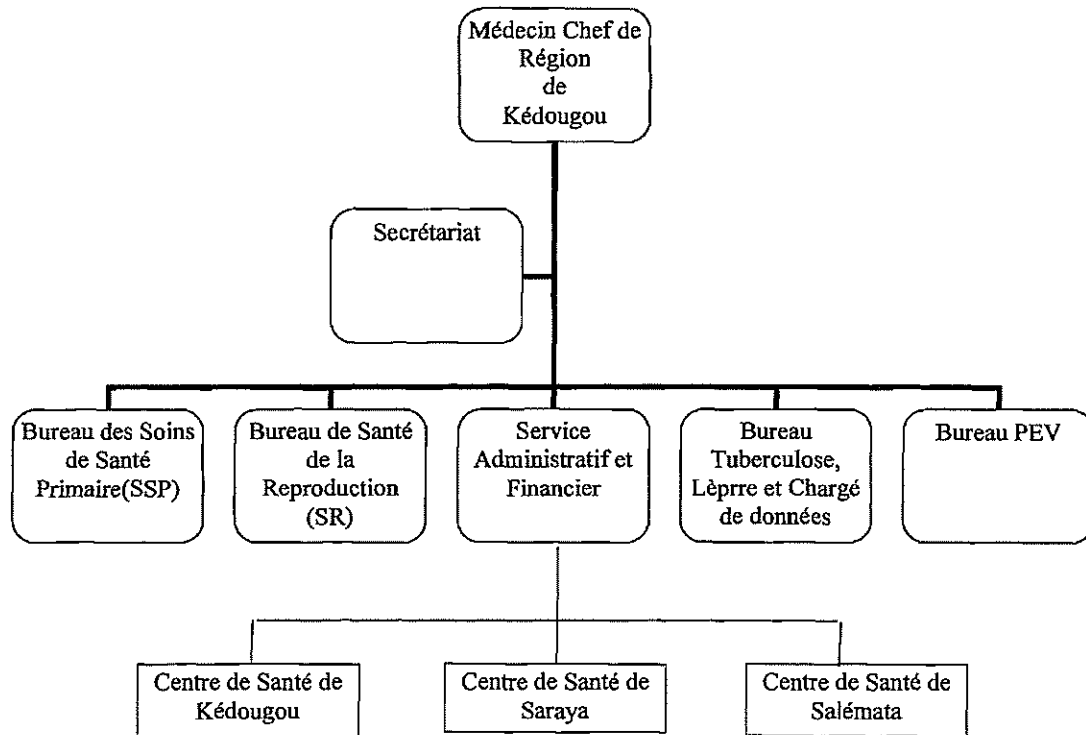 Médecin Chef de
Région
de
Kédougou
Secrétariat
Bureau des Soins
de Santé
Primaire(SSP)
Bureau de Santé
de la
Reproduction
(SR)
Service
Administratif et
Financier
Bureau
Tuberculose,
Lèprre et Chargé
de données
Bureau PEV
Centre de Santé de
Kédougou
Centre de Santé de
Saraya
Centre de Santé de
Salémata